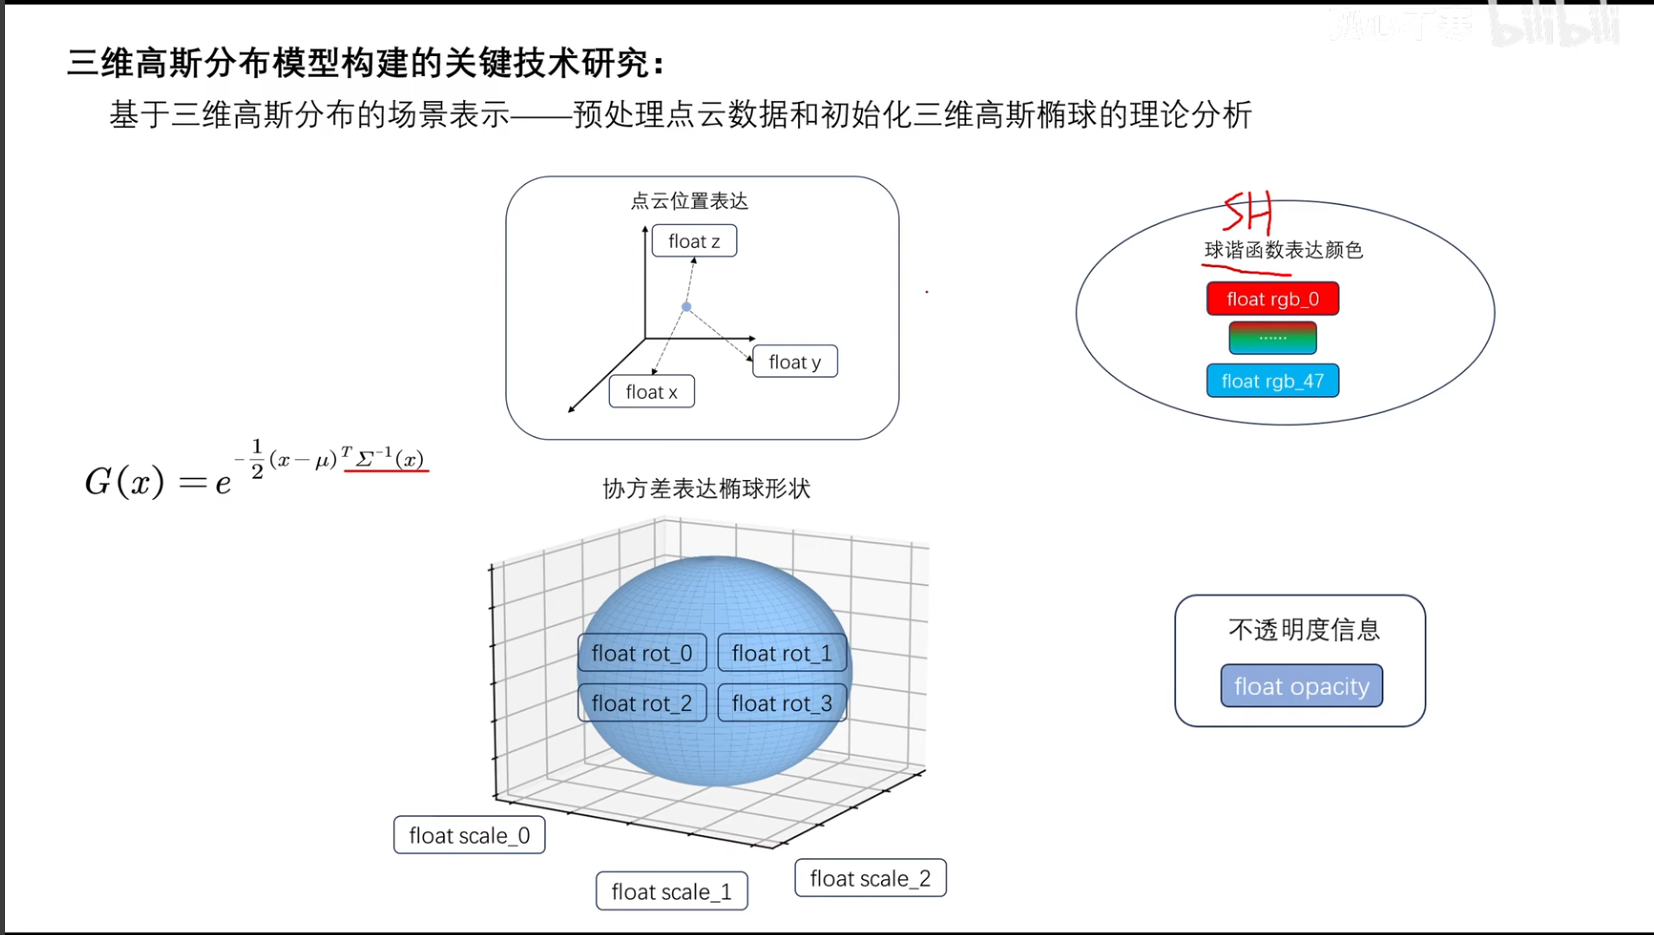 bilibili
三维高斯分布模型构建的关键技术研究：
基于三维高斯分布的场景表示——预处理点云数据和初始化三维高斯椭球的理论分析
点云位置表达
float z
float y
float x
SH
球谐函数表达颜色
float rgb_0
......
float rgb_47
G(x) = e^{-\frac{1}{2}(x-μ)^T Σ^{-1}(x)}
协方差表达椭球形状
float rot_0 float rot_1
float rot_2 float rot_3
float scale_0
float scale_1
float scale_2
不透明度信息
float opacity